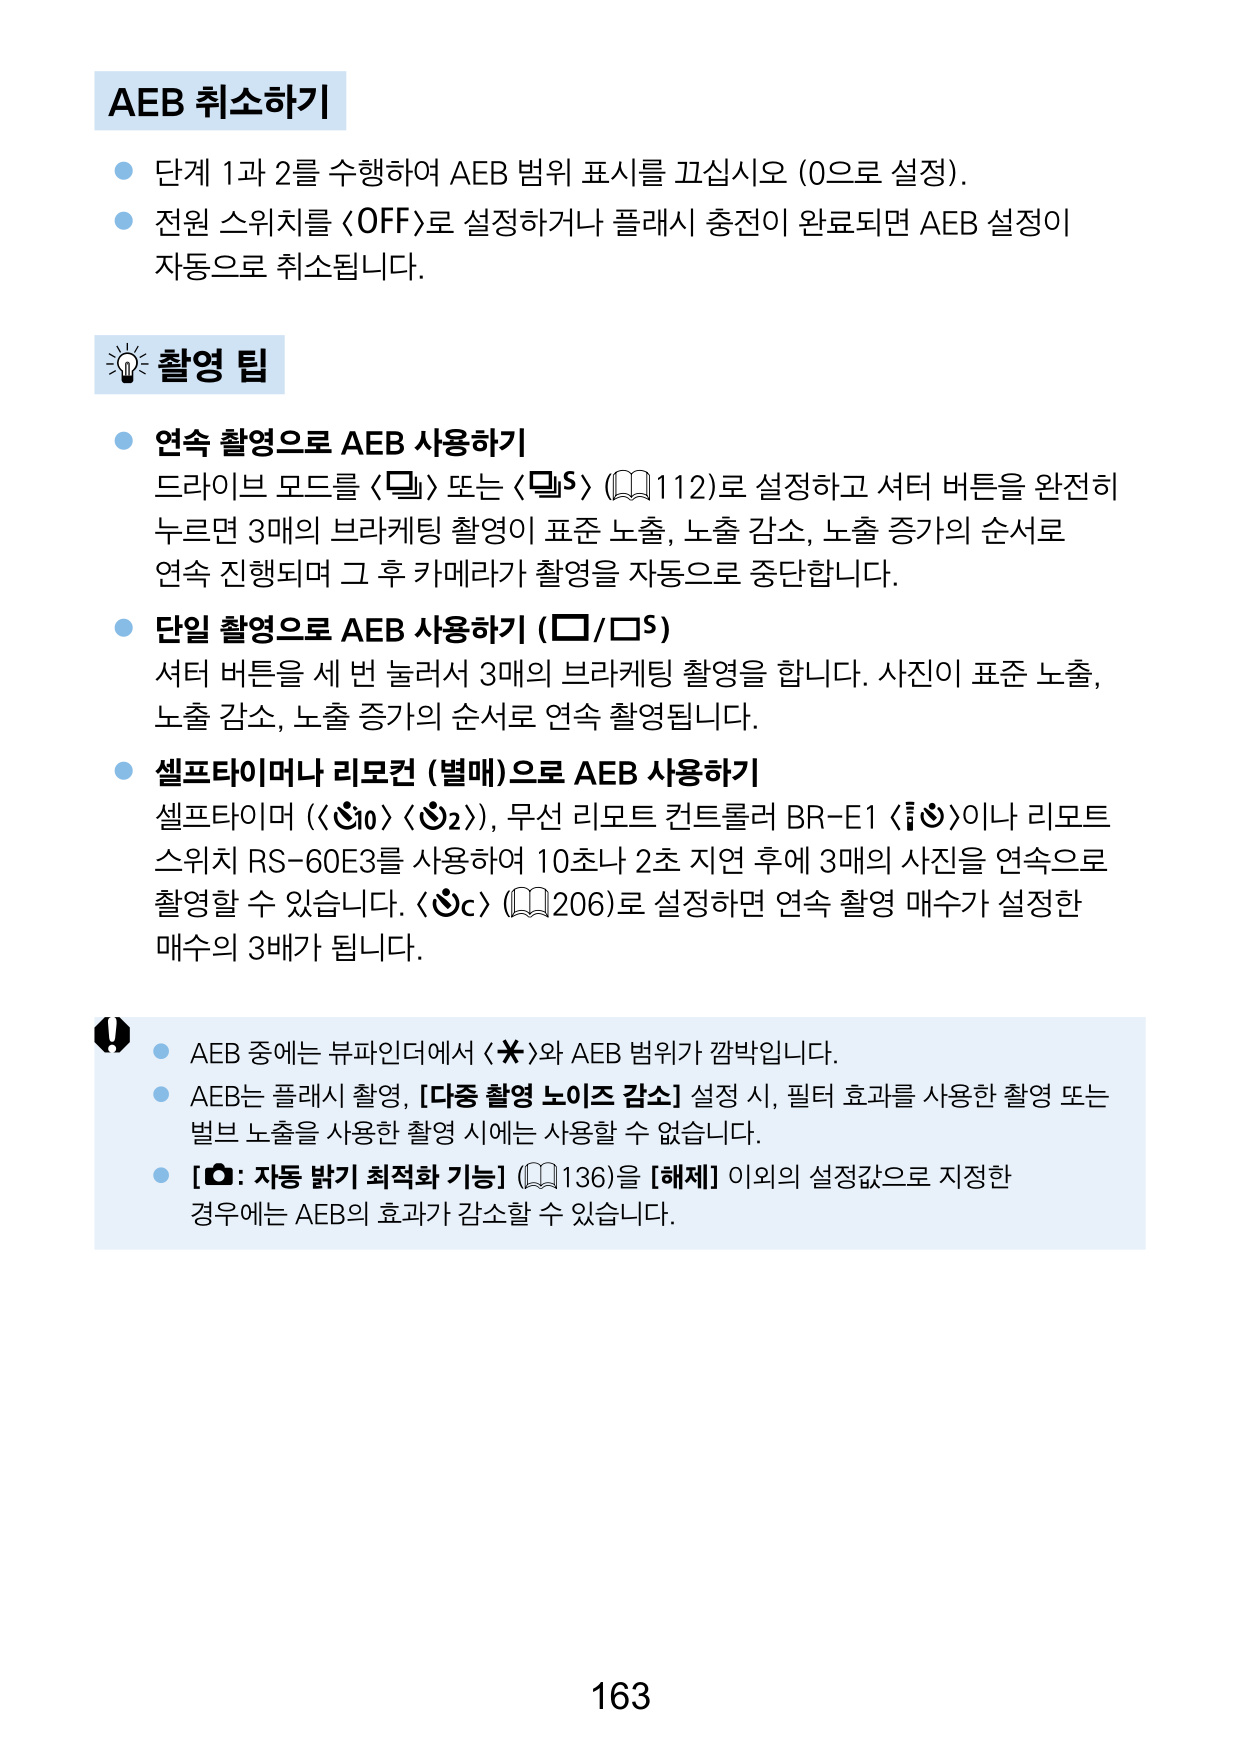 AEB 취소하기
● 단계 1과 2를 수행하여 AEB 범위 표시를 끄십시오 (0으로 설정).
● 전원 스위치를 <OFF>로 설정하거나 플래시 충전이 완료되면 AEB 설정이
자동으로 취소됩니다.
촬영 팁
● 연속 촬영으로 AEB 사용하기
드라이브 모드를 < > 또는 < S> (112)로 설정하고 셔터 버튼을 완전히
누르면 3매의 브라케팅 촬영이 표준 노출, 노출 감소, 노출 증가의 순서로
연속 진행되며 그 후 카메라가 촬영을 자동으로 중단합니다.
● 단일 촬영으로 AEB 사용하기 (□/□S)
셔터 버튼을 세 번 눌러서 3매의 브라케팅 촬영을 합니다. 사진이 표준 노출,
노출 감소, 노출 증가의 순서로 연속 촬영됩니다.
● 셀프타이머나 리모컨 (별매)으로 AEB 사용하기
셀프타이머 (<10> <2>), 무선 리모트 컨트롤러 BR-E1 < >이나 리모트
스위치 RS-60E3를 사용하여 10초나 2초 지연 후에 3매의 사진을 연속으로
촬영할 수 있습니다. <c> (206)로 설정하면 연속 촬영 매수가 설정한
매수의 3배가 됩니다.
● AEB 중에는 뷰파인더에서 <*>와 AEB 범위가 깜박입니다.
● AEB는 플래시 촬영, [다중 촬영 노이즈 감소] 설정 시, 필터 효과를 사용한 촬영 또는
벌브 노출을 사용한 촬영 시에는 사용할 수 없습니다.
● [: 자동 밝기 최적화 기능] (136)을 [해제] 이외의 설정값으로 지정한
경우에는 AEB의 효과가 감소할 수 있습니다.
163